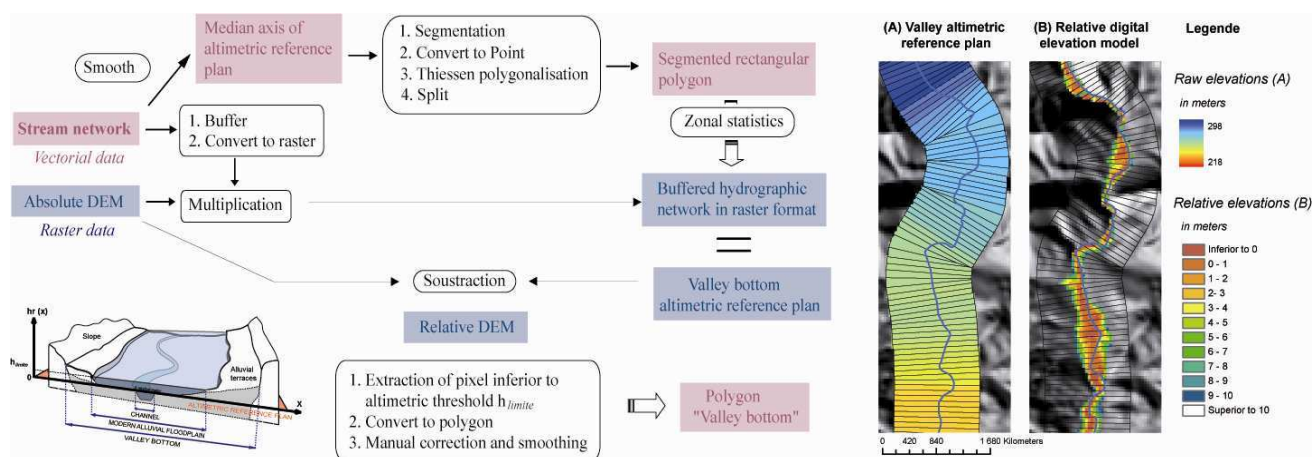 Smooth
Median axis of
altimetric reference
plan
1. Segmentation
2. Convert to Point
3. Thiessen polygonalisation
4. Split
Segmented rectangular
polygon
Zonal statistics
Stream network
Vectorial data
1. Buffer
2. Convert to raster
Absolute DEM
Raster data
Multiplication
Buffered hydrographic
network in raster format
Soustraction
Valley bottom
altimetric reference plan
Relative DEM
1. Extraction of pixel inferior to
altimetric threshold hlimite
2. Convert to polygon
3. Manual correction and smoothing
Polygon
"Valley bottom"
hr (x)
Slope
hlimite
0
Alluvial
terraces
x
ALTIMETRIC REFERENCE PLAN
CHANNEL
MODERN ALLUVIAL FLOODPLAIN
VALLEY BOTTOM
(A) Valley altimetric
reference plan
(B) Relative digital
elevation model
0 420 840 1 680 Kilometers
Legende
Raw elevations (A)
in meters
298
218
Relative elevations (B)
in meters
Inferior to 0
0 - 1
1 - 2
2- 3
3 - 4
4 - 5
5 - 6
6 - 7
7 - 8
8 - 9
9 - 10
Superior to 10